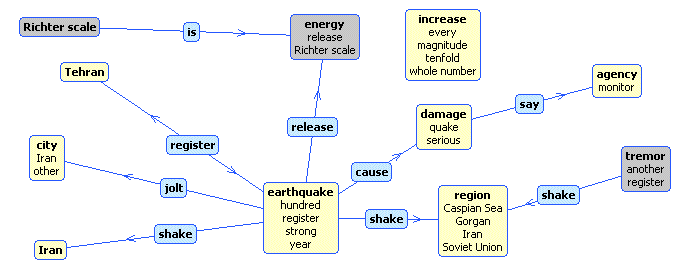 Richter scale
is
energy
release
Richter scale
increase
every
magnitude
tenfold
whole number
Tehran
agency
monitor
say
damage
quake
serious
release
register
city
Iran
other
jolt
cause
tremor
another
register
earthquake
hundred
register
strong
year
shake
region
Caspian Sea
Gorgan
Iran
Soviet Union
shake
shake
Iran